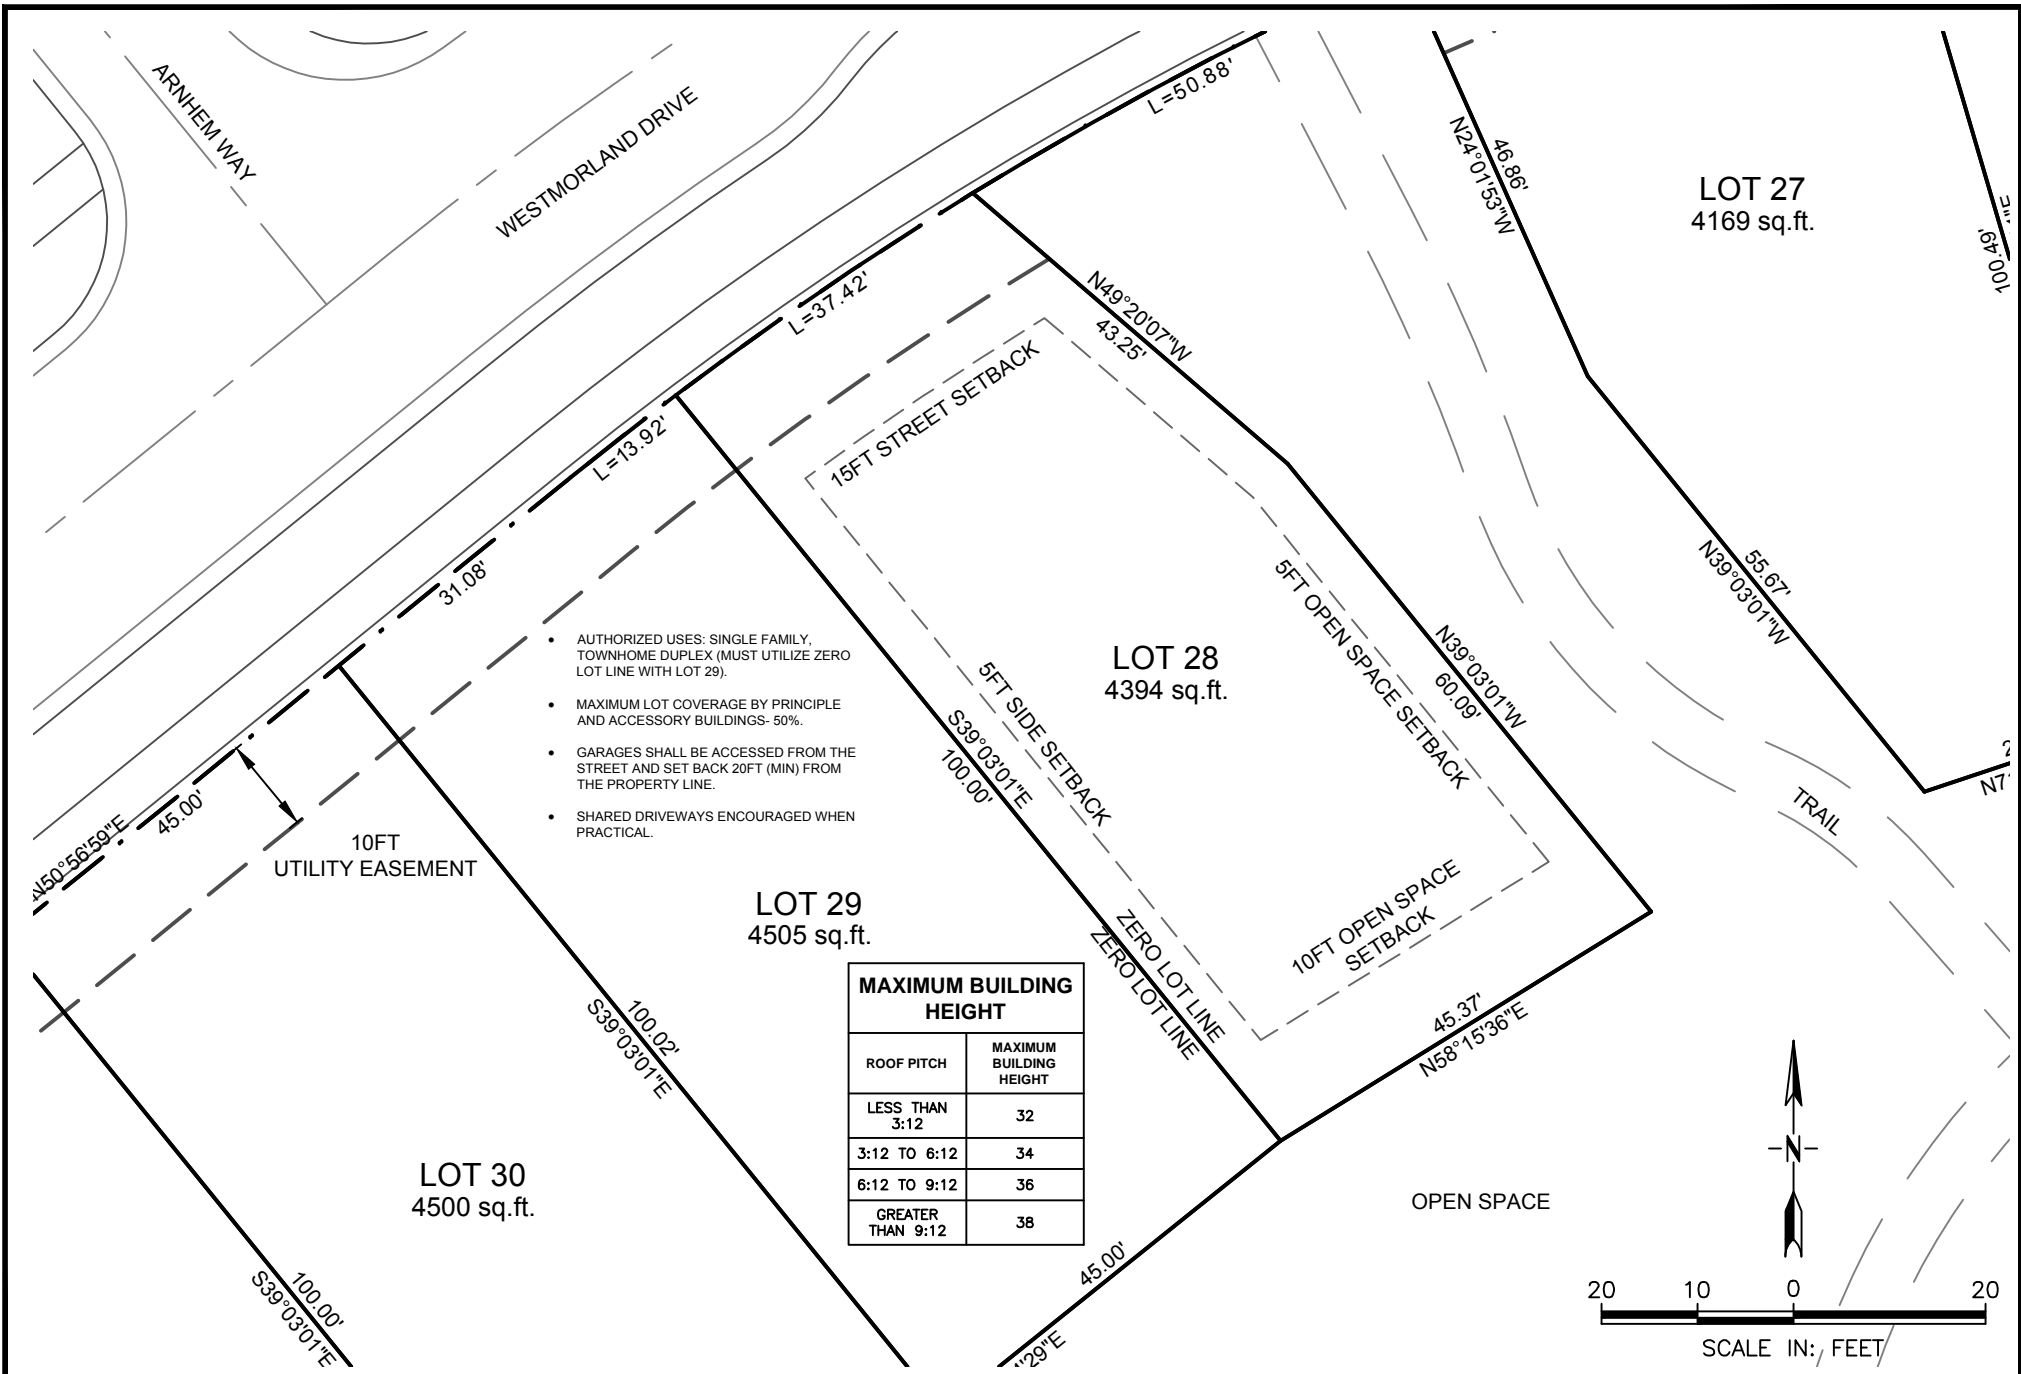 ARNHEM WAY
WESTMORLAND DRIVE
L=50.88'
L=37.42'
L=13.92'
31.08'
45.00'
N50°56'59"E
10FT
UTILITY EASEMENT
N24°01'53"W
46.86'
LOT 27
4169 sq.ft.
100.49'
N49°20'07"W
43.25'
15FT STREET SETBACK
N39°03'01"W
55.67'
• AUTHORIZED USES: SINGLE FAMILY,
TOWNHOME DUPLEX (MUST UTILIZE ZERO
LOT LINE WITH LOT 29).
• MAXIMUM LOT COVERAGE BY PRINCIPLE
AND ACCESSORY BUILDINGS- 50%.
• GARAGES SHALL BE ACCESSED FROM THE
STREET AND SET BACK 20FT (MIN) FROM
THE PROPERTY LINE.
• SHARED DRIVEWAYS ENCOURAGED WHEN
PRACTICAL.
LOT 28
4394 sq.ft.
5FT SIDE SETBACK
S39°03'01"E
100.00'
5FT OPEN SPACE SETBACK
N39°03'01"W
60.09'
10FT OPEN SPACE
SETBACK
ZERO LOT LINE
ZERO LOT LINE
45.37'
N58°15'36"E
TRAIL
LOT 29
4505 sq.ft.
MAXIMUM BUILDING
HEIGHT
ROOF PITCH
MAXIMUM
BUILDING
HEIGHT
LESS THAN
3:12
32
3:12 TO 6:12
34
6:12 TO 9:12
36
GREATER
THAN 9:12
38
100.02'
S39°03'01"E
LOT 30
4500 sq.ft.
100.00'
S39°03'01"E
45.00'
OPEN SPACE
N
20 10 0 20
SCALE IN: FEET